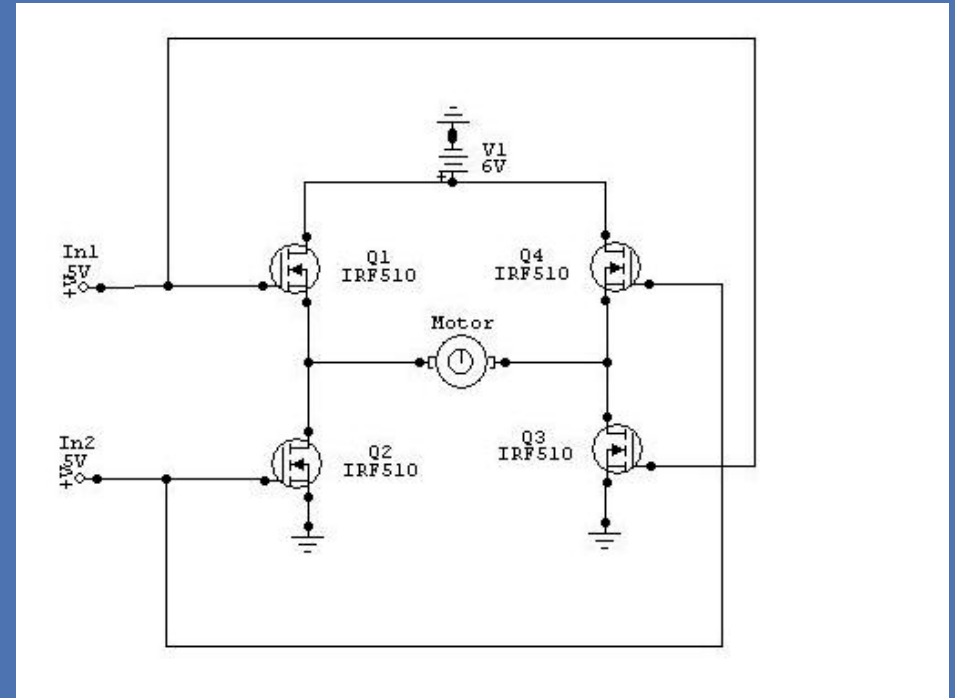 V1
6V
In1
5V
+V
Q1
IRF510
Q4
IRF510
Motor
In2
5V
+V
Q2
IRF510
Q3
IRF510
+